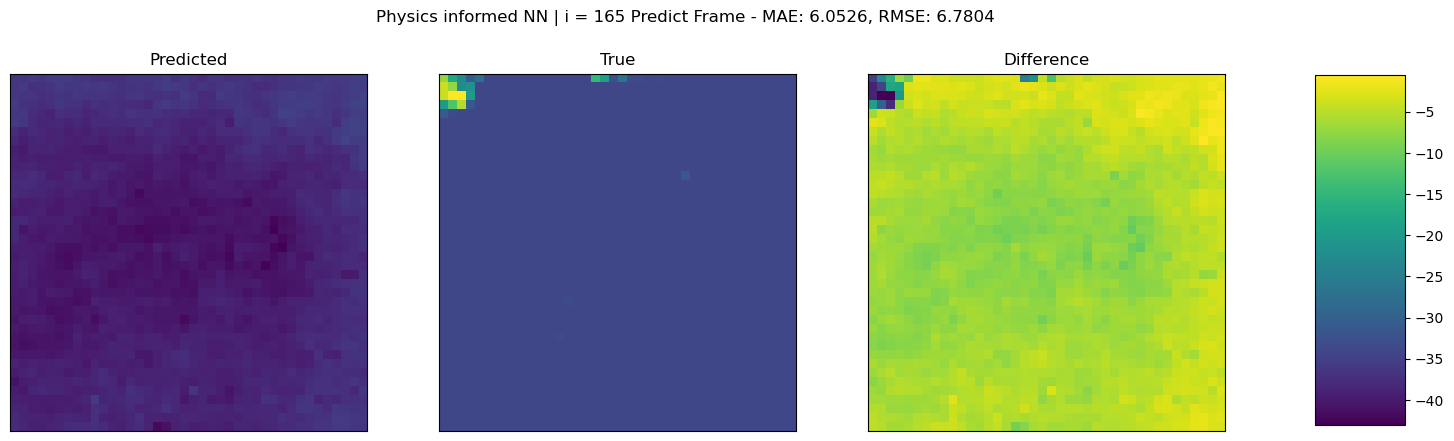 Physics informed NN | i = 165 Predict Frame - MAE: 6.0526, RMSE: 6.7804
Predicted
True
Difference
−5
−10
−15
−20
−25
−30
−35
−40